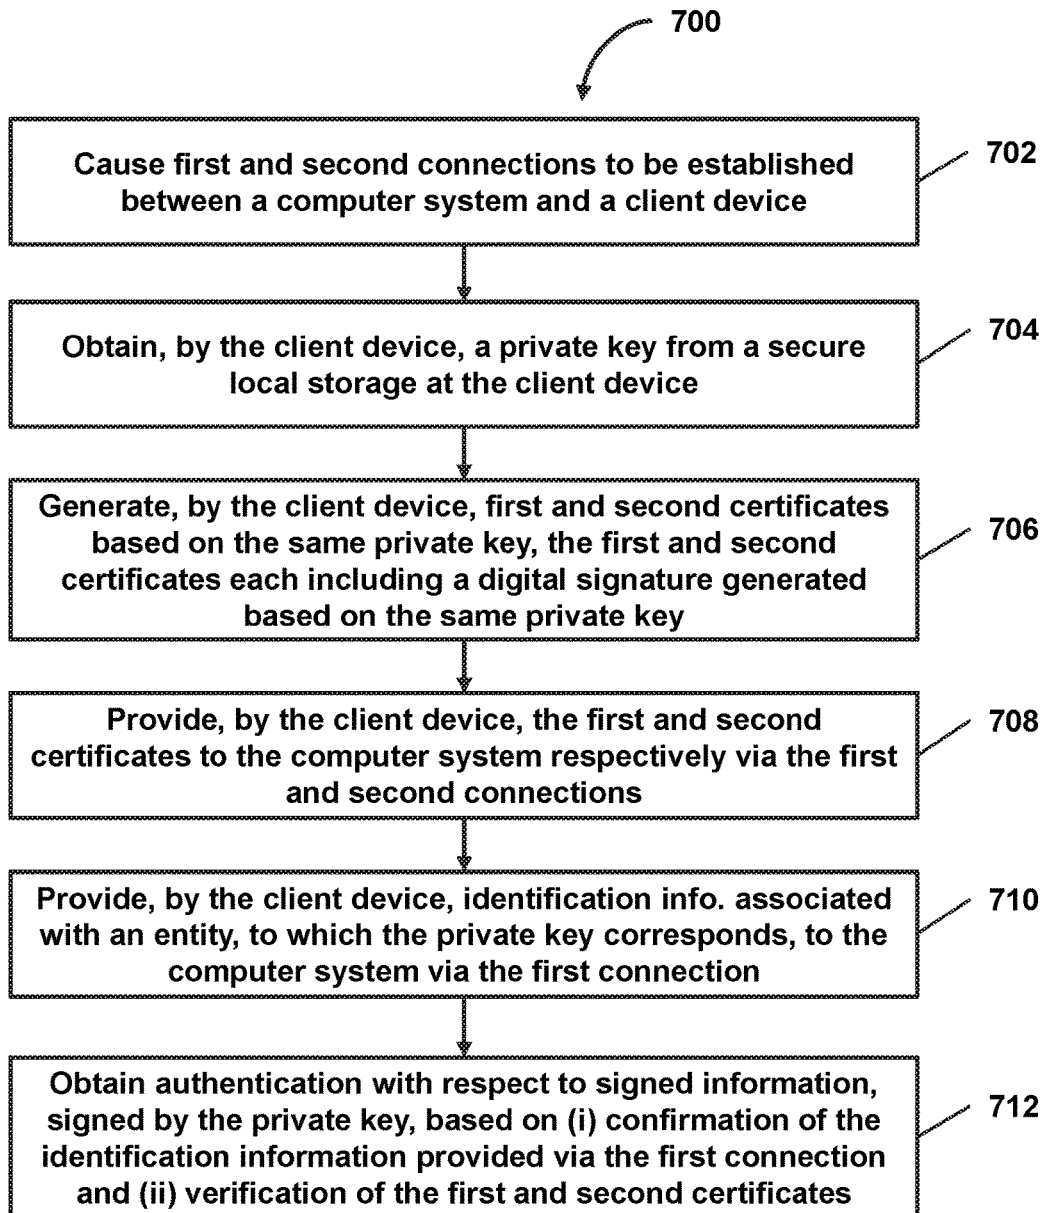 700
Cause first and second connections to be established
between a computer system and a client device
702
Obtain, by the client device, a private key from a secure
local storage at the client device
704
Generate, by the client device, first and second certificates
based on the same private key, the first and second
certificates each including a digital signature generated
based on the same private key
706
Provide, by the client device, the first and second
certificates to the computer system respectively via the first
and second connections
708
Provide, by the client device, identification info. associated
with an entity, to which the private key corresponds, to the
computer system via the first connection
710
Obtain authentication with respect to signed information,
signed by the private key, based on (i) confirmation of the
identification information provided via the first connection
and (ii) verification of the first and second certificates
712